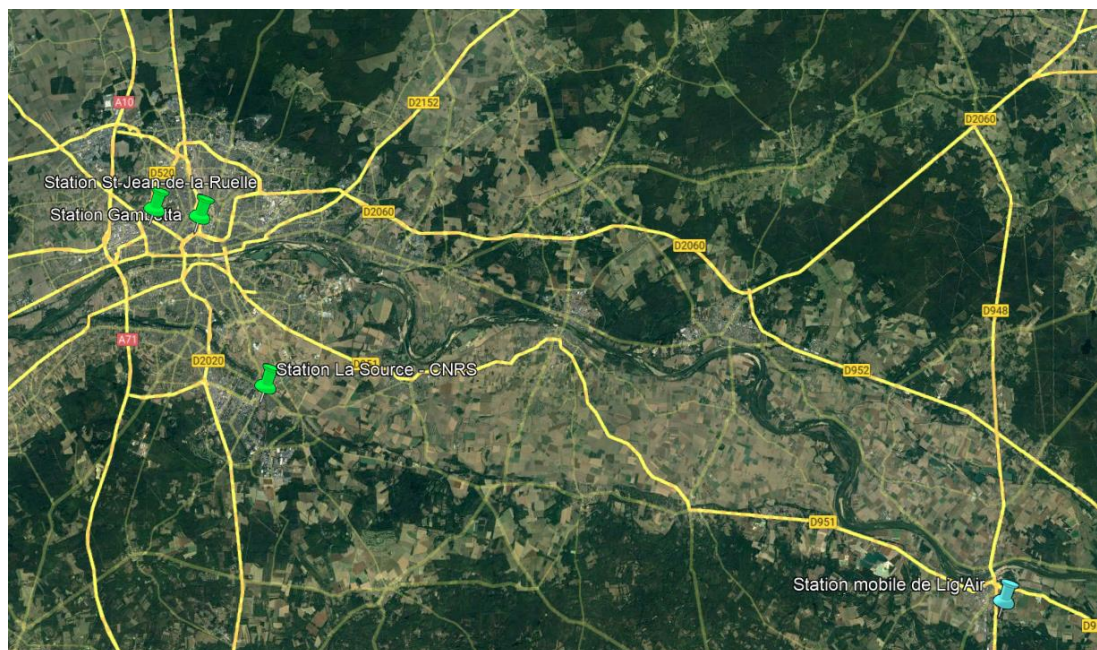 A10
D2152
D2060
D520
Station St Jean-de-la-Ruelle
Station Gambetta
D2060
D2060
D948
A71
D2020
D951
Station La Source - CNRS
D952
D951
Station mobile de Lig'Air